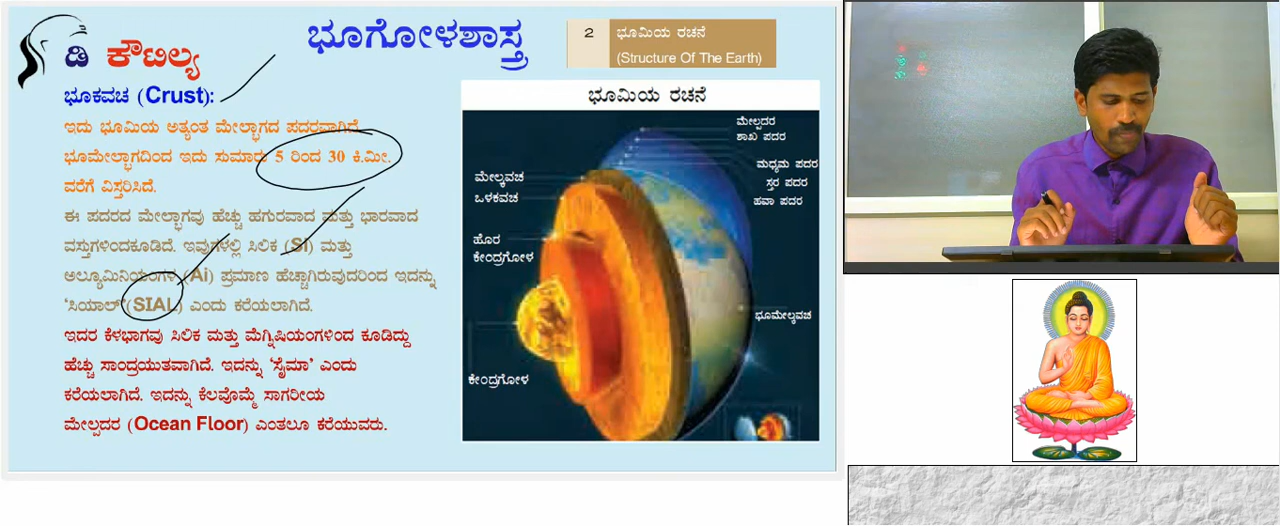 ಡಿ ಕೌಟಿಲ್ಯ
ಭೂಗೋಳಶಾಸ್ತ್ರ
2
ಭೂಮಿಯ ರಚನೆ
(Structure Of The Earth)
ಭೂಕವಚ (Crust):
ಇದು ಭೂಮಿಯ ಅತ್ಯಂತ ಮೇಲ್ಭಾಗದ ಪದರವಾಗಿದೆ.
ಭೂಮೇಲ್ಭಾಗದಿಂದ ಇದು ಸುಮಾರು 5 ರಿಂದ 30 ಕಿ.ಮೀ.
ವರೆಗೆ ವಿಸ್ತರಿಸಿದೆ.
ಈ ಪದರದ ಮೇಲ್ಭಾಗವು ಹೆಚ್ಚು ಹಗುರವಾದ ಮತ್ತು ಭಾರವಾದ
ವಸ್ತುಗಳಿಂದಕೂಡಿದೆ. ಇವುಗಳಲ್ಲಿ ಸಿಲಿಕ (Si) ಮತ್ತು
ಅಲ್ಯೂಮಿನಿಯಂಗಳ (Ai) ಪ್ರಮಾಣ ಹೆಚ್ಚಾಗಿರುವುದರಿಂದ ಇದನ್ನು
'ಸಿಯಾಲ್'(SIAL) ಎಂದು ಕರೆಯಲಾಗಿದೆ.
ಇದರ ಕೆಳಭಾಗವು ಸಿಲಿಕ ಮತ್ತು ಮೆಗ್ನಿಷಿಯಂಗಳಿಂದ ಕೂಡಿದ್ದು
ಹೆಚ್ಚು ಸಾಂದ್ರಯುತವಾಗಿದೆ. ಇದನ್ನು 'ಸೈಮಾ' ಎಂದು
ಕರೆಯಲಾಗಿದೆ. ಇದನ್ನು ಕೆಲವೊಮ್ಮೆ ಸಾಗರೀಯ
ಮೇಲ್ಪದರ (Ocean Floor) ಎಂತಲೂ ಕರೆಯುವರು.
ಭೂಮಿಯ ರಚನೆ
ಮೇಲ್ಪದರ
ಶಾಖ ಪದರ
ಮಧ್ಯಮ ಪದರ
ಸ್ತರ ಪದರ
ಹವಾ ಪದರ
ಮೇಲ್ಕವಚ
ಒಳಕವಚ
ಹೊರ
ಕೇಂದ್ರಗೋಳ
ಭೂಮೇಲ್ಕವಚ
ಕೇಂದ್ರಗೋಳ